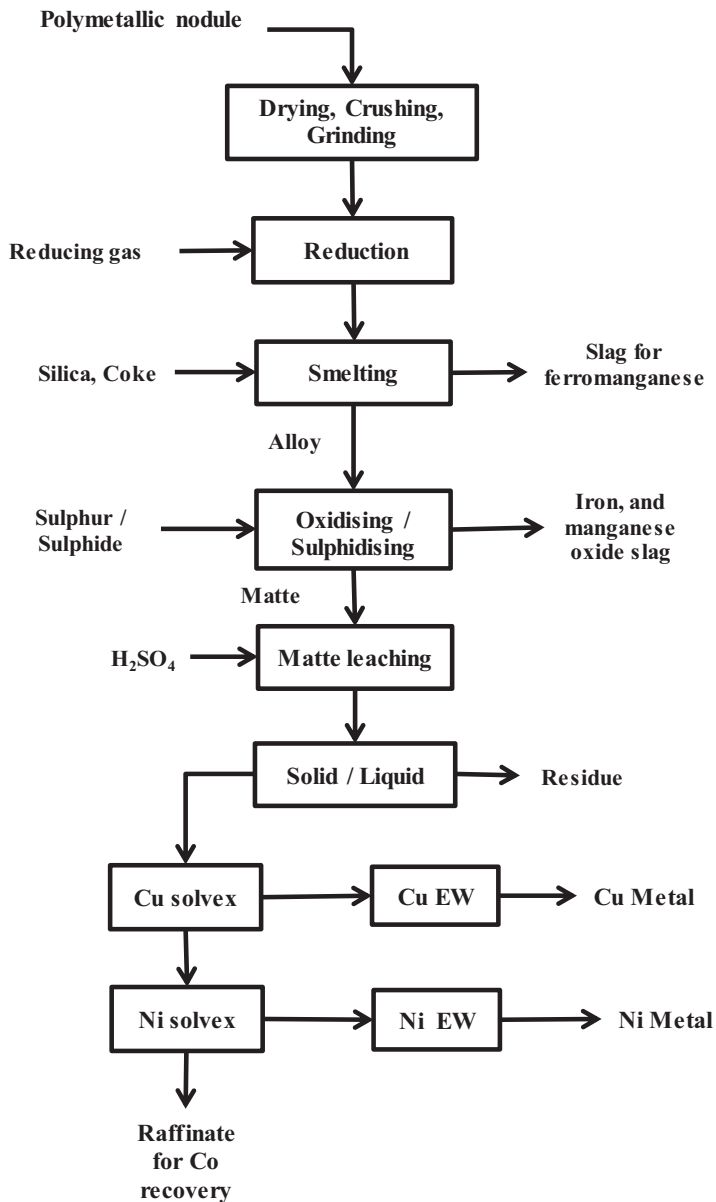 Polymetallic nodule
Drying, Crushing,
Grinding
Reducing gas
Reduction
Silica, Coke
Smelting
Slag for
ferromanganese
Alloy
Sulphur /
Sulphide
Oxidising /
Sulphidising
Iron, and
manganese
oxide slag
Matte
H₂SO₄
Matte leaching
Solid / Liquid
Residue
Cu solvex
Cu EW
Cu Metal
Ni solvex
Ni EW
Ni Metal
Raffinate
for Co
recovery